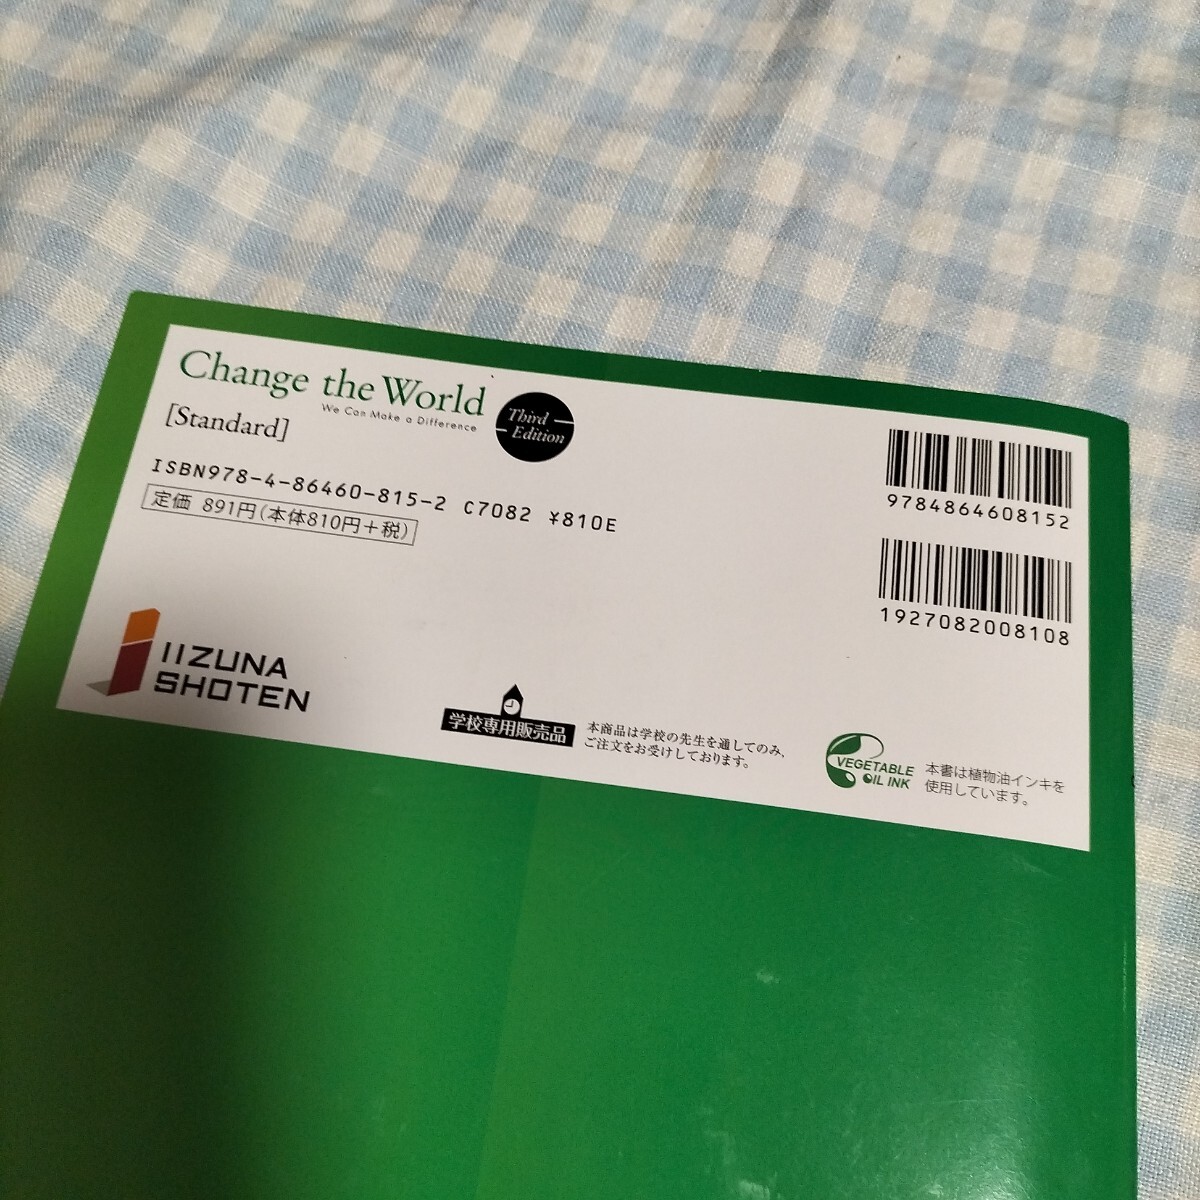 Change the World
We Can Make a Difference
Third
Edition
[Standard]
ISBN978-4-86460-815-2 C7082 ¥810E
定価 891円(本体810円+税)
9784864608152
1927082008108
IIZUNA
SHOTEN
学校専用販売品
本商品は学校の先生を通してのみ,
ご注文をお受けしております。
VEGETABLE
OIL INK
本書は植物油インキを
使用しています。